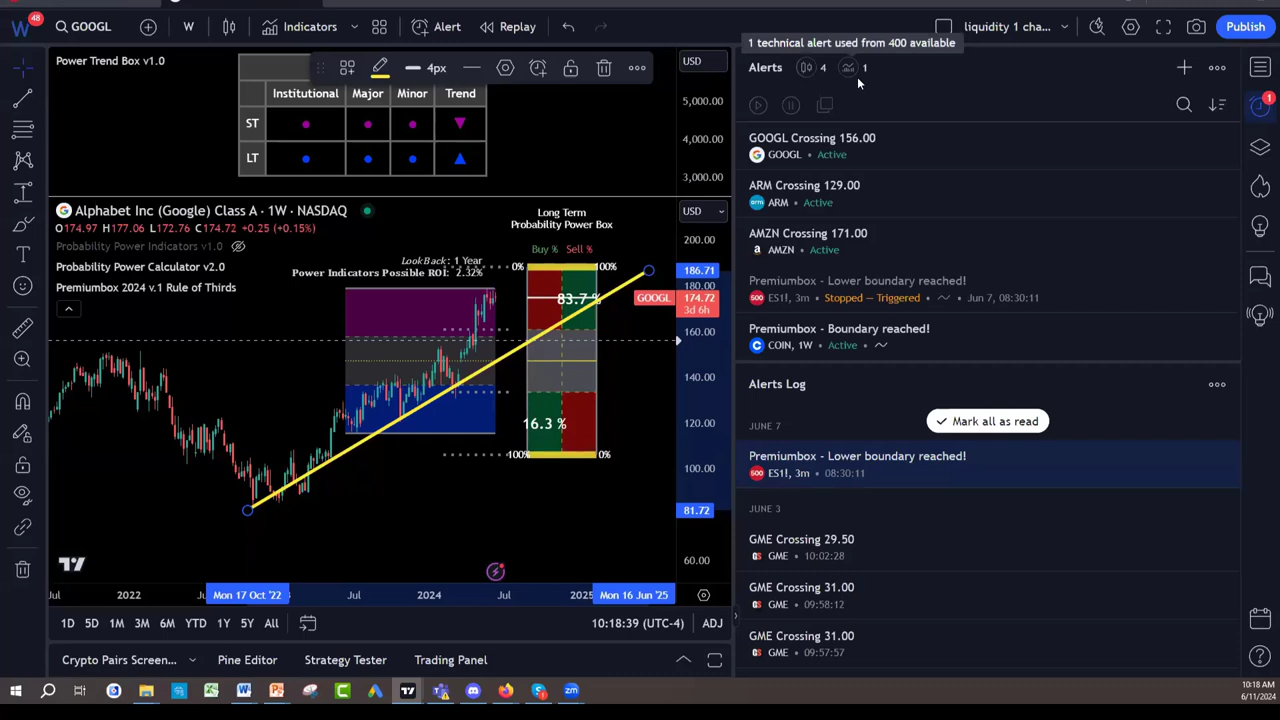 48
GOOGL
W
Indicators
Alert
Replay
liquidity 1 cha...
Publish
1 technical alert used from 400 available
Power Trend Box v1.0
4px
USD
Institutional Major Minor Trend
ST
LT
5,000.00
4,000.00
3,000.00
Alerts 4 1
GOOGL Crossing 156.00
GOOGL • Active
ARM Crossing 129.00
arm ARM • Active
AMZN Crossing 171.00
AMZN • Active
Premiumbox - Lower boundary reached!
500 ES1!, 3m • Stopped — Triggered • Jun 7, 08:30:11
Premiumbox - Boundary reached!
COIN, 1W • Active
1
Alphabet Inc (Google) Class A · 1W · NASDAQ
O174.97 H177.06 L172.76 C174.72 +0.25 (+0.15%)
Probability Power Indicators v1.0
Probability Power Calculator v2.0
Premiumbox 2024 v.1 Rule of Thirds
LookBack: 1 Year
Power Indicators Possible ROI: 2.32%
Long Term
Probability Power Box
Buy % Sell %
0% 100%
83.7 %
16.3 %
100% 0%
USD
200.00
186.71
180.00
GOOGL 174.72
3d 6h
160.00
140.00
120.00
100.00
81.72
60.00
Alerts Log
Mark all as read
JUNE 7
Premiumbox - Lower boundary reached!
500 ES1!, 3m • 08:30:11
JUNE 3
GME Crossing 29.50
GS GME • 10:02:28
GME Crossing 31.00
GS GME • 09:58:12
GME Crossing 31.00
GS GME • 09:57:57
Jul 2022 Mon 17 Oct '22 Jul 2024 Jul 2025 Mon 16 Jun '25
1D 5D 1M 3M 6M YTD 1Y 5Y All
10:18:39 (UTC-4) ADJ
Crypto Pairs Screen... Pine Editor Strategy Tester Trading Panel
10:18 AM
6/11/2024